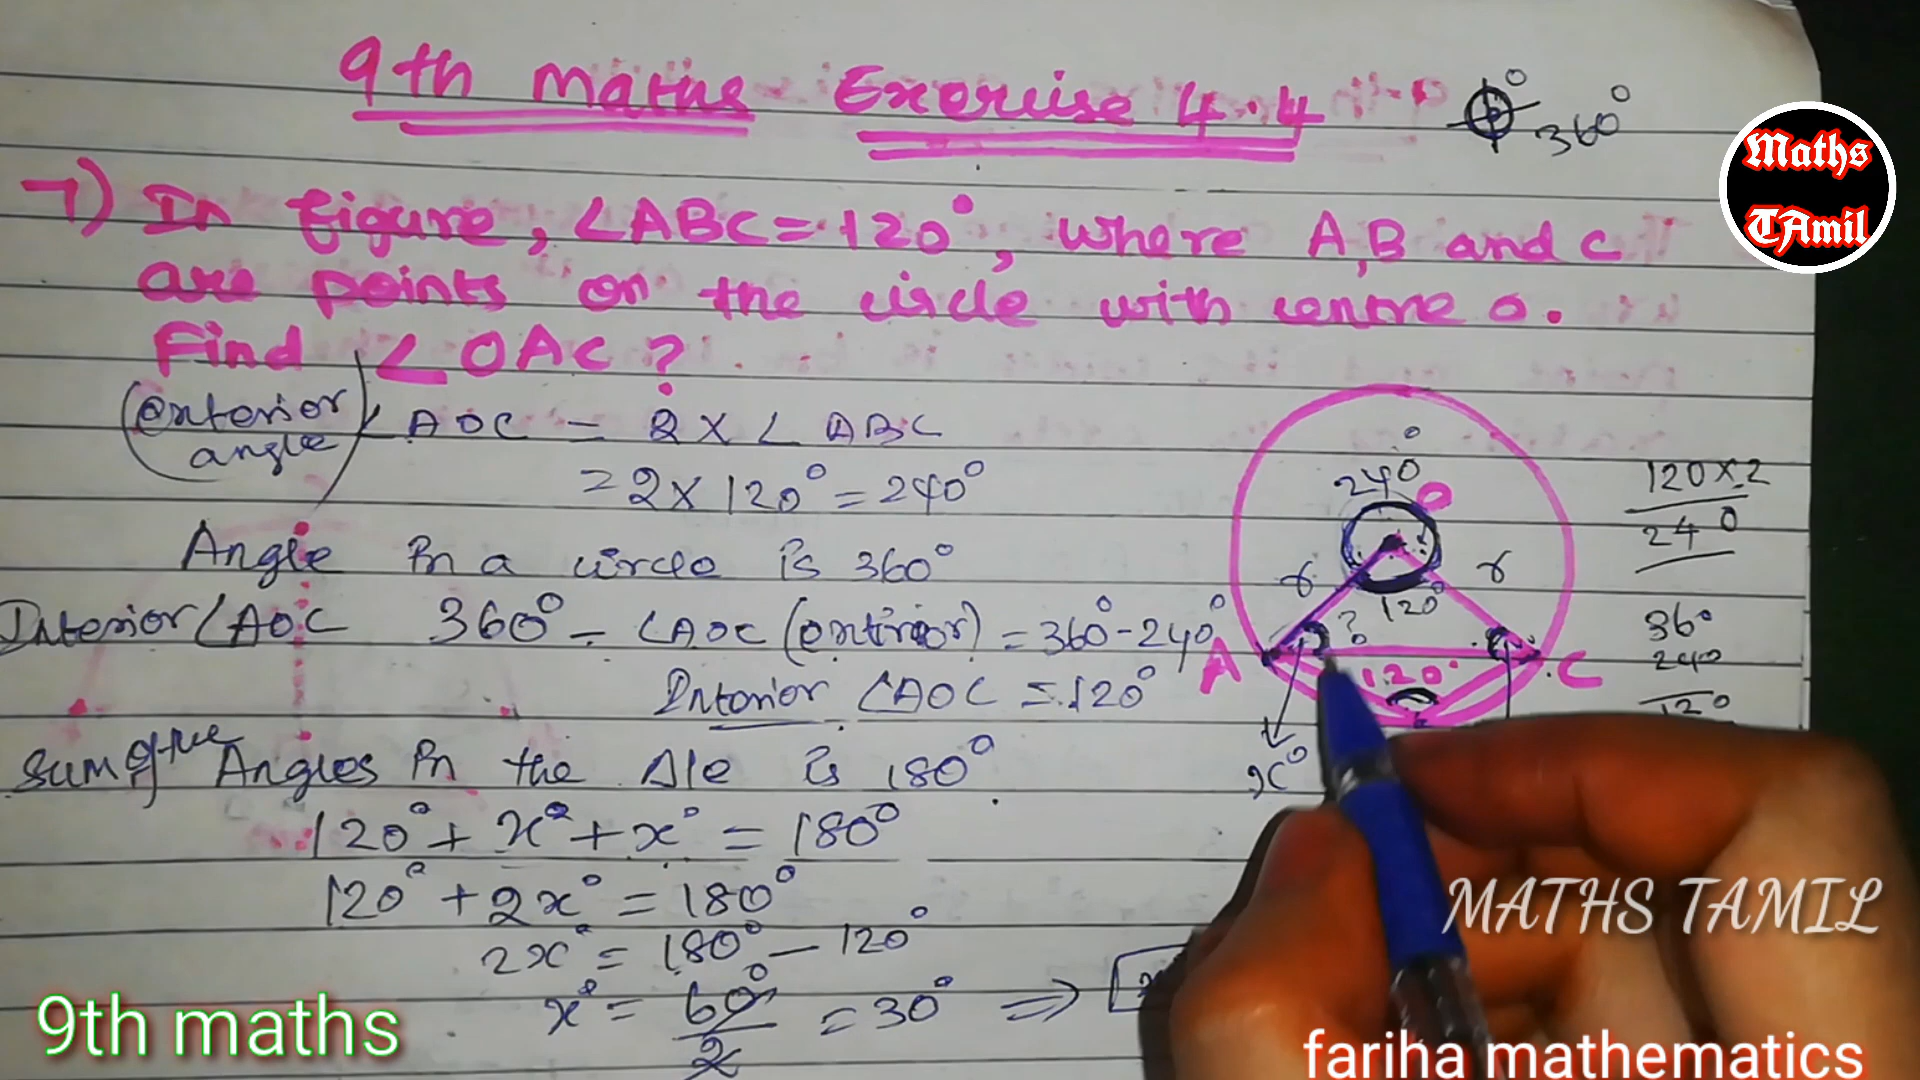 9th maths Exercise 4.4
360°
Maths
TAmil
7) In figure, ∠ABC = 120°, where A, B and C
are points on the circle with centre O.
Find ∠OAC?
(exterior angle) ∠AOC = 2 × ∠ABC
= 2 × 120° = 240°
Angle in a circle is 360°
Interior ∠AOC 360° - ∠AOC (exterior) = 360° - 240°
Interior ∠AOC = 120°
Sum of the Angles in the Δle is 180°
120° + x° + x° = 180°
120° + 2x° = 180°
2x° = 180° - 120°
x° = 60°/2 = 30° ⇒
240°
O
r r
120°
?
A 120° C
x°
120×2
240
360
240
120
MATHS TAMIL
9th maths
fariha mathematics